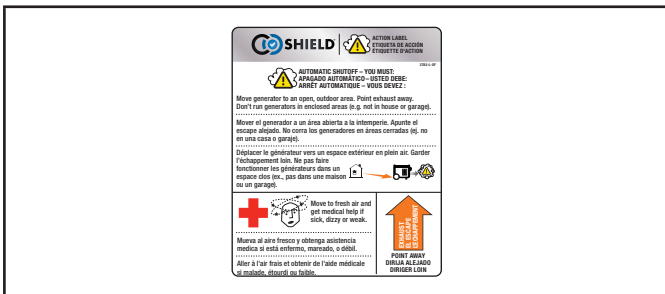 CO SHIELD
ACTION LABEL
ETIQUETA DE ACCIÓN
ÉTIQUETTE D'ACTION
AUTOMATIC SHUTOFF – YOU MUST:
APAGADO AUTOMÁTICO – USTED DEBE:
ARRÊT AUTOMATIQUE – VOUS DEVEZ :
Move generator to an open, outdoor area. Point exhaust away.
Don't run generators in enclosed areas (e.g. not in house or garage).
Mover el generador a un área abierta a la intemperie. Apunte el
escape alejado. No corra los generadores en áreas cerradas (ej. no
en una casa o garaje).
Déplacer le générateur vers un espace extérieur en plein air. Garder
l'échappement loin. Ne pas faire
fonctionner les générateurs dans un
espace clos (ex., pas dans une maison
ou un garage).
Move to fresh air and
get medical help if
sick, dizzy or weak.
Mueva al aire fresco y obtenga asistencia
medica si está enfermo, mareado, o débil.
Aller à l'air frais et obtenir de l'aide médicale
si malade, étourdi ou faible.
EXHAUST
EL ESCAPE
L'ÉCHAPPEMENT
POINT AWAY
DIRIJA ALEJADO
DIRIGER LOIN